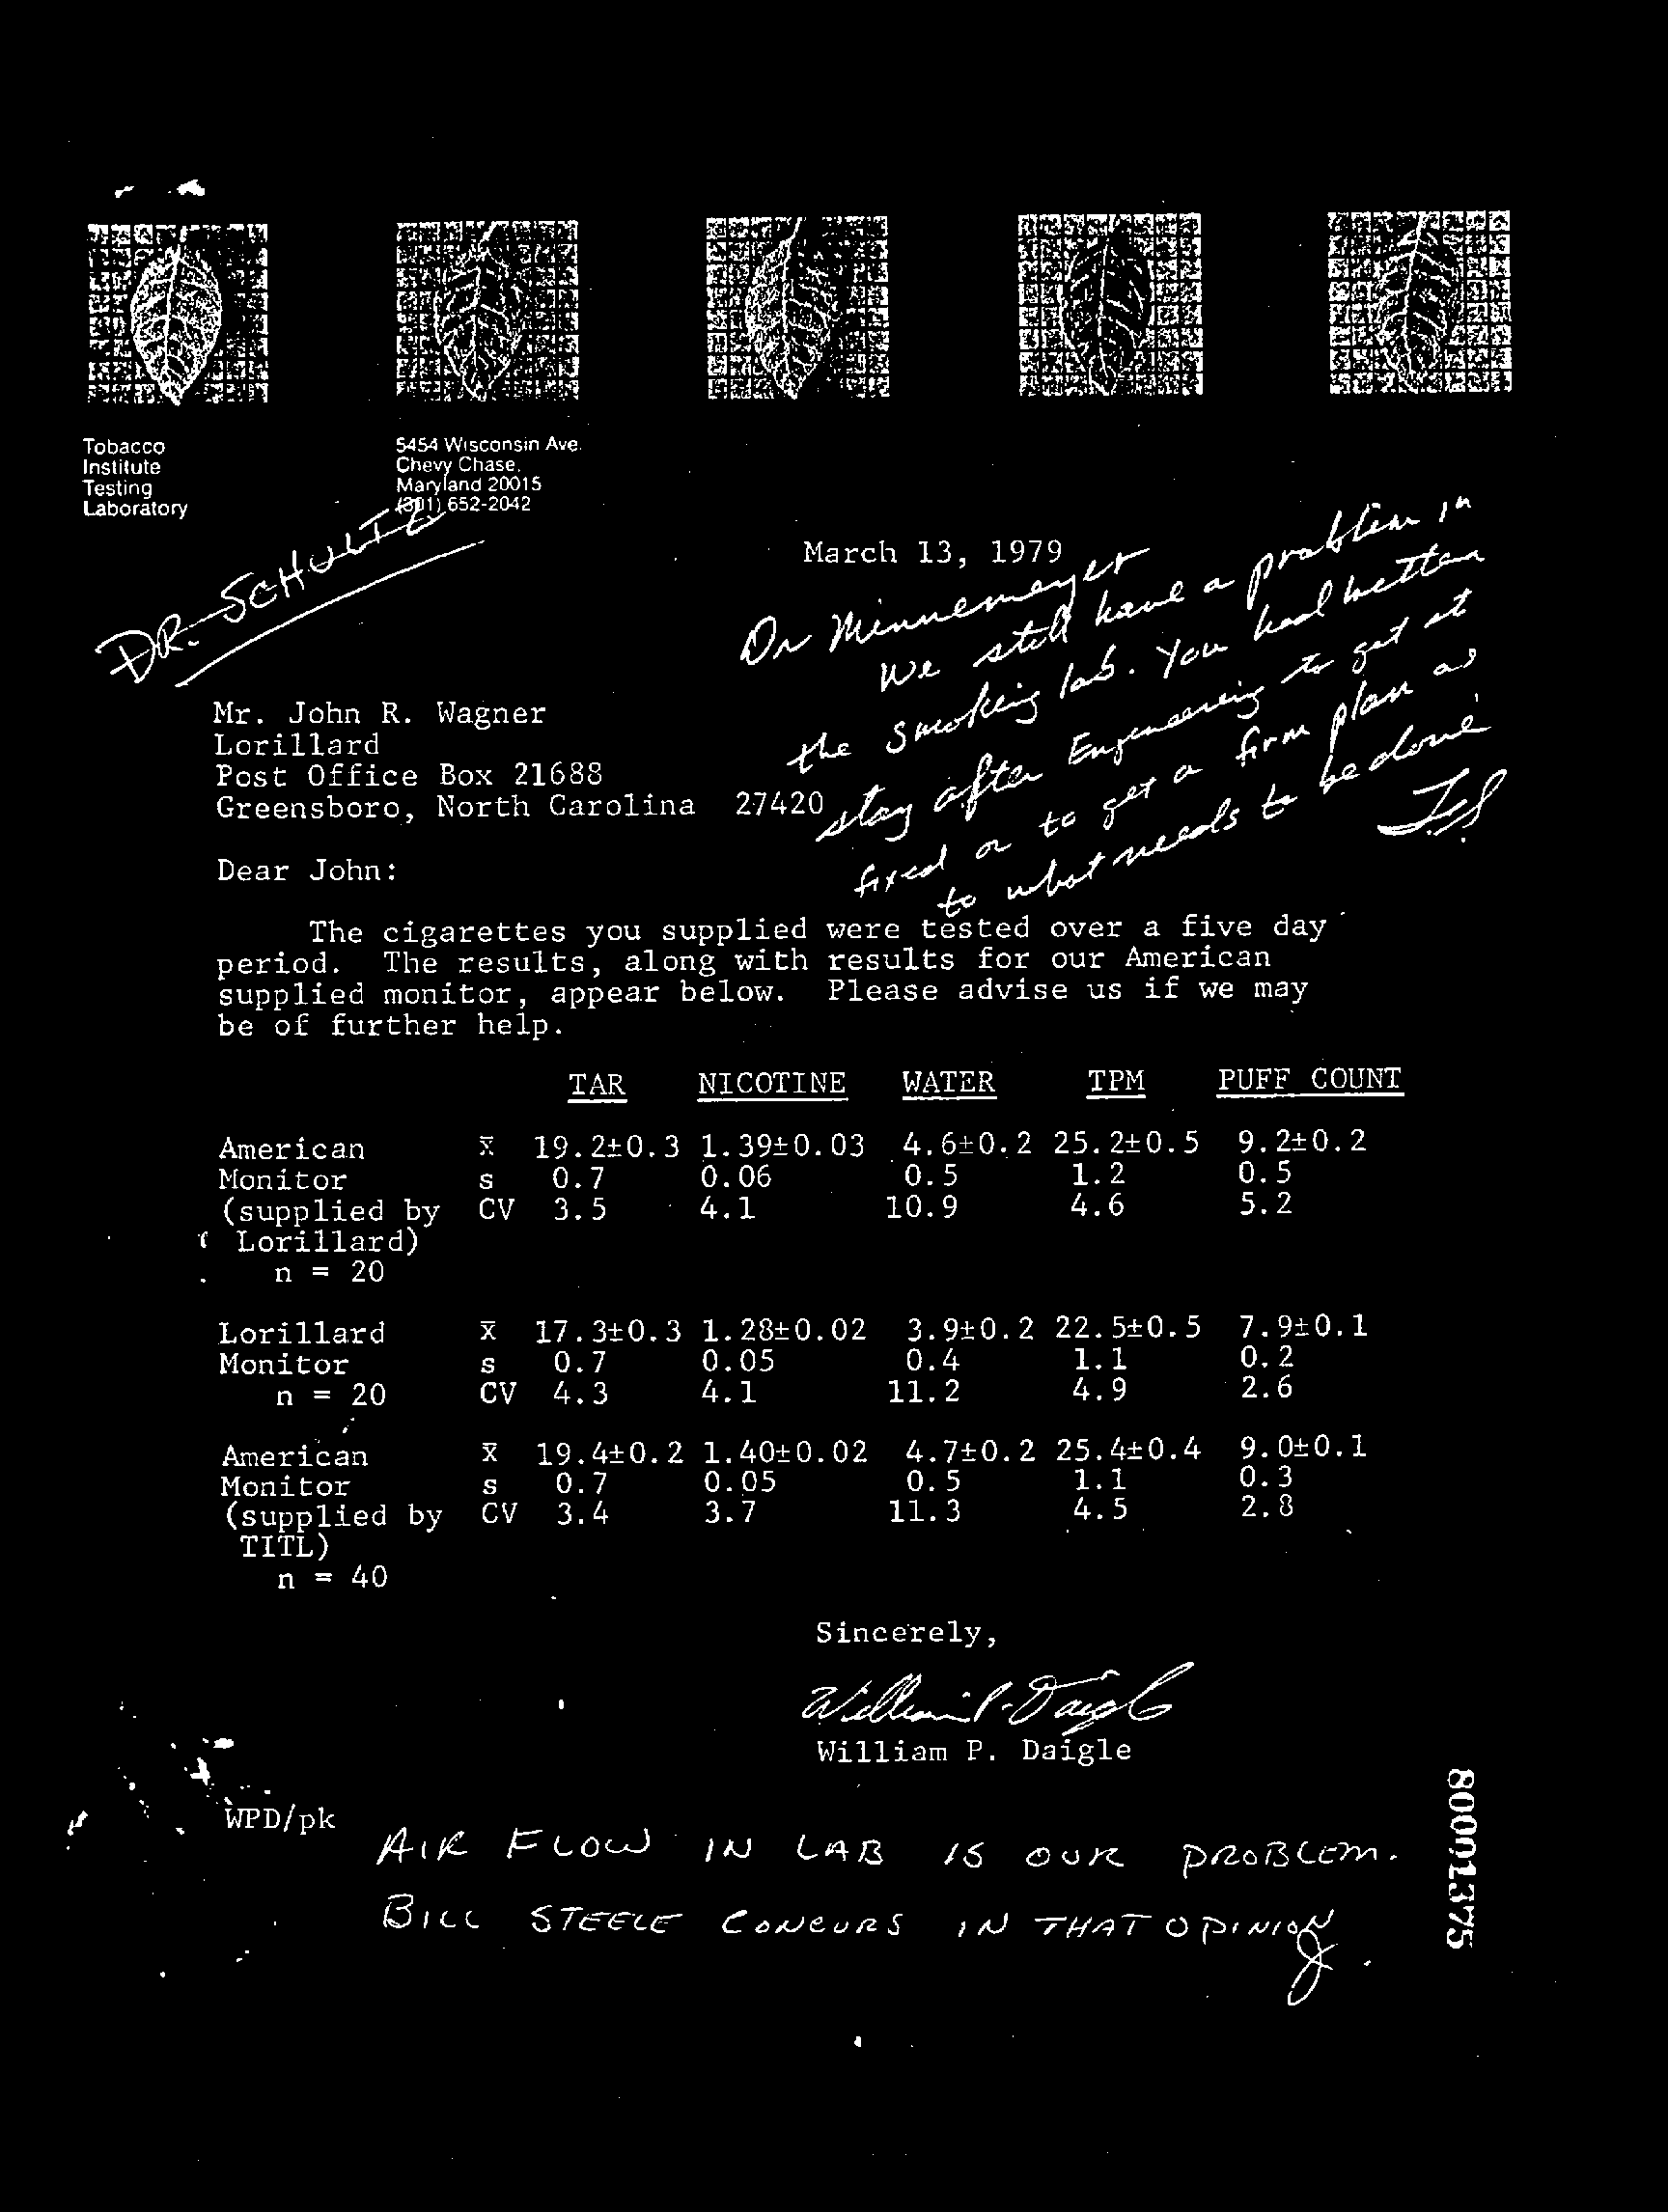 Tobacco
Institute
Testing
Laboratory
5454 Wisconsin Ave.
Chevy Chase,
Maryland 20015
(301) 652-2042
DR. SCHULTZ
March 13, 1979
Dr Minnemeyer
We still have a problem in
the smoking lab. You had better
stay after Engineering to get it
fixed or to get a firm plan as
to what needs to be done
Mr. John R. Wagner
Lorillard
Post Office Box 21688
Greensboro, North Carolina 27420
Dear John:
The cigarettes you supplied were tested over a five day
period. The results, along with results for our American
supplied monitor, appear below. Please advise us if we may
be of further help.
TAR NICOTINE WATER TPM PUFF COUNT
American x̄ 19.2±0.3 1.39±0.03 4.6±0.2 25.2±0.5 9.2±0.2
Monitor s 0.7 0.06 0.5 1.2 0.5
(supplied by CV 3.5 4.1 10.9 4.6 5.2
Lorillard)
n = 20
Lorillard x̄ 17.3±0.3 1.28±0.02 3.9±0.2 22.5±0.5 7.9±0.1
Monitor s 0.7 0.05 0.4 1.1 0.2
n = 20 CV 4.3 4.1 11.2 4.9 2.6
American x̄ 19.4±0.2 1.40±0.02 4.7±0.2 25.4±0.4 9.0±0.1
Monitor s 0.7 0.05 0.5 1.1 0.3
(supplied by CV 3.4 3.7 11.3 4.5 2.8
TITL)
n = 40
Sincerely,
William P. Daigle
William P. Daigle
WPD/pk
AIR FLOW IN LAB IS OUR PROBLEM.
BILL STEELE CONCURS IN THAT OPINION
J.
80001375